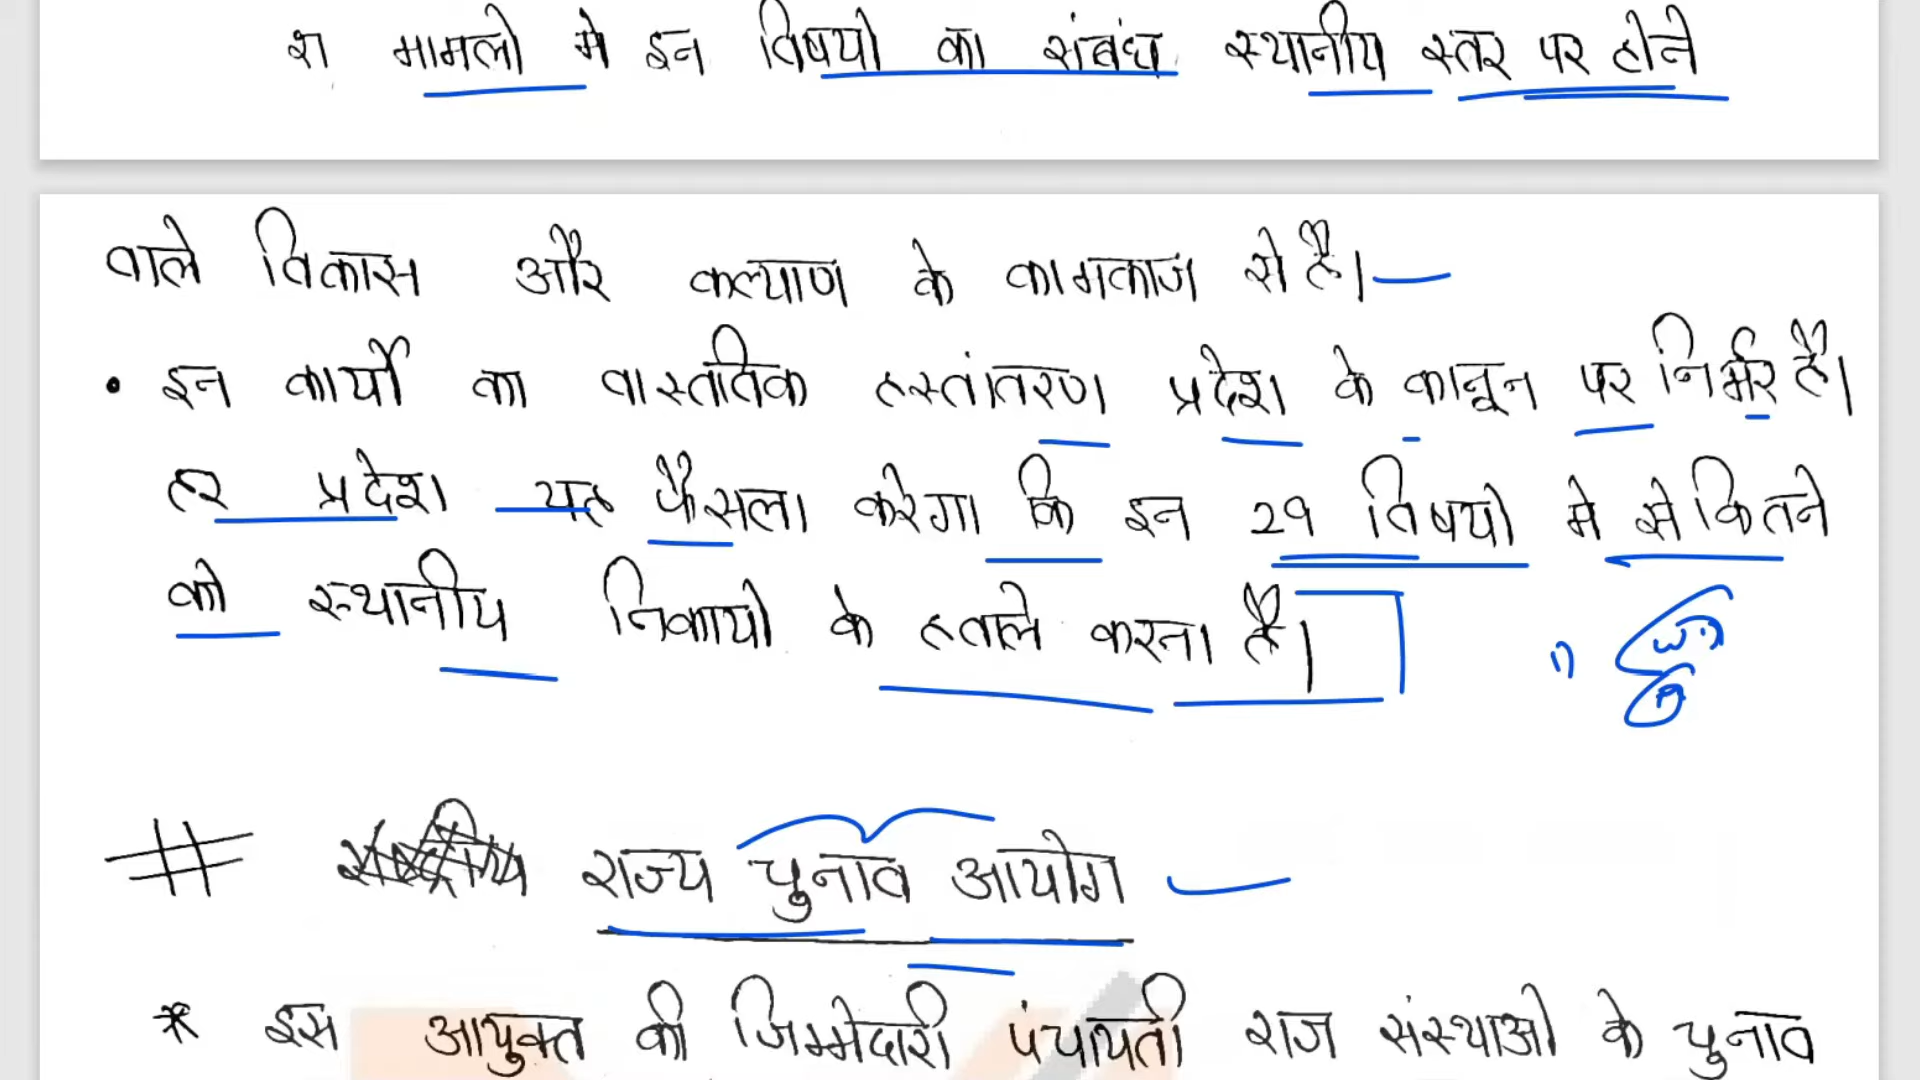 मामलो मे इन विषयो का संबंध स्थानीय स्तर पर होने
वाले विकास और कल्याण के कामकाज से है।
• इन कार्यों का वास्तविक हस्तांतरण प्रदेश के कानून पर निर्भर है।
हर प्रदेश यह फैसला करेगा कि इन 29 विषयो मे से कितने
को स्थानीय निकायो के हवाले करना है।
# राज्य चुनाव आयोग
* इस आयुक्त की जिम्मेदारी पंचायती राज संस्थाओ के चुनाव